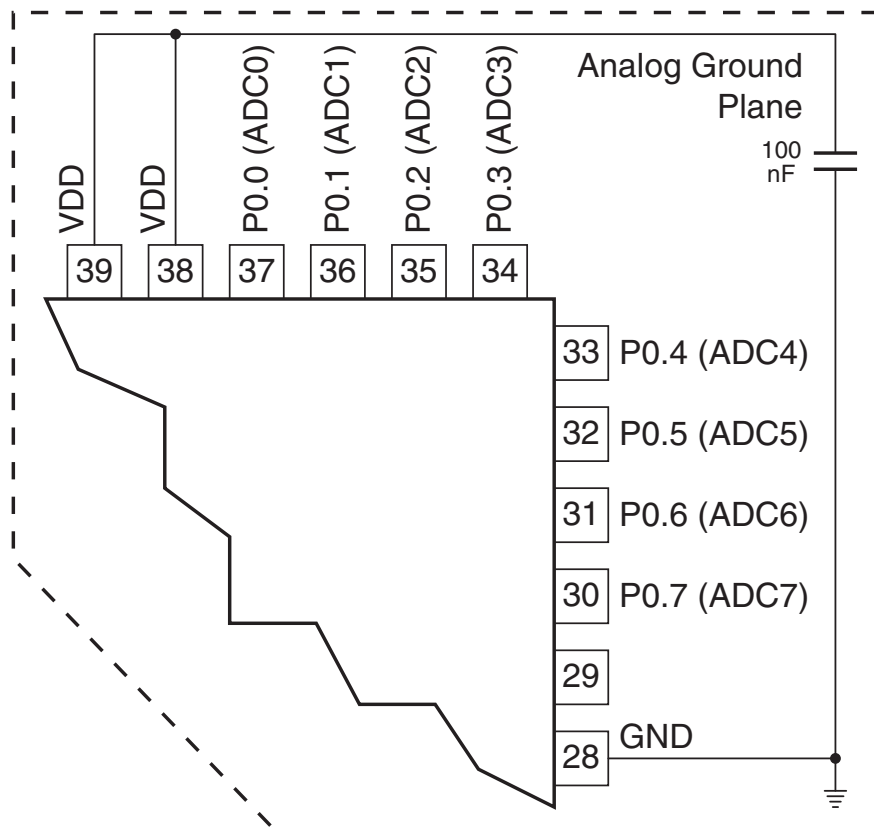 Analog Ground
Plane
100
nF
VDD
VDD
P0.0 (ADC0)
P0.1 (ADC1)
P0.2 (ADC2)
P0.3 (ADC3)
39
38
37
36
35
34
33 P0.4 (ADC4)
32 P0.5 (ADC5)
31 P0.6 (ADC6)
30 P0.7 (ADC7)
29
28 GND